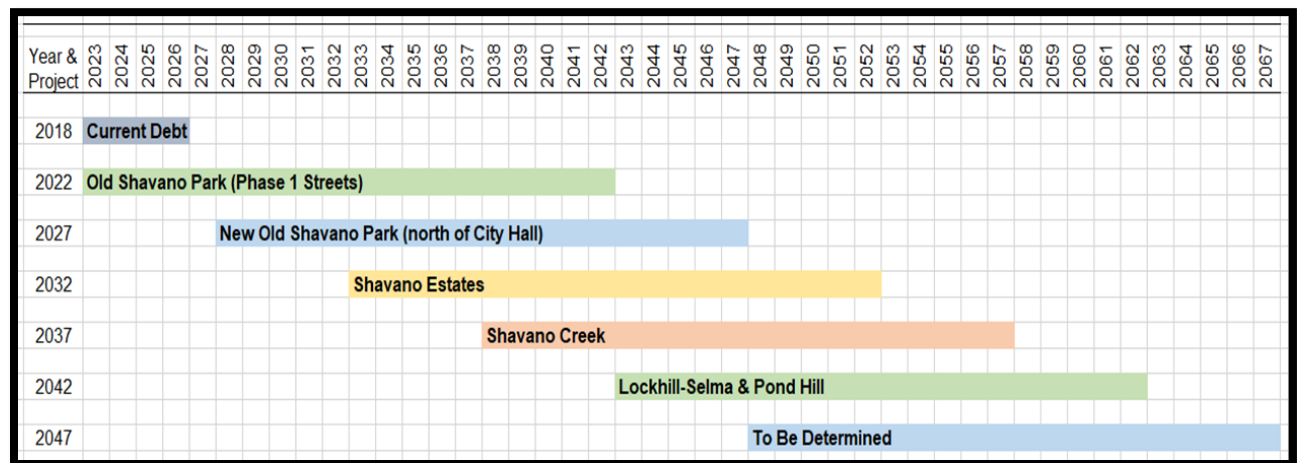 Year & Project 2023 2024 2025 2026 2027 2028 2029 2030 2031 2032 2033 2034 2035 2036 2037 2038 2039 2040 2041 2042 2043 2044 2045 2046 2047 2048 2049 2050 2051 2052 2053 2054 2055 2056 2057 2058 2059 2060 2061 2062 2063 2064 2065 2066 2067
2018 Current Debt
2022 Old Shavano Park (Phase 1 Streets)
2027 New Old Shavano Park (north of City Hall)
2032 Shavano Estates
2037 Shavano Creek
2042 Lockhill-Selma & Pond Hill
2047 To Be Determined